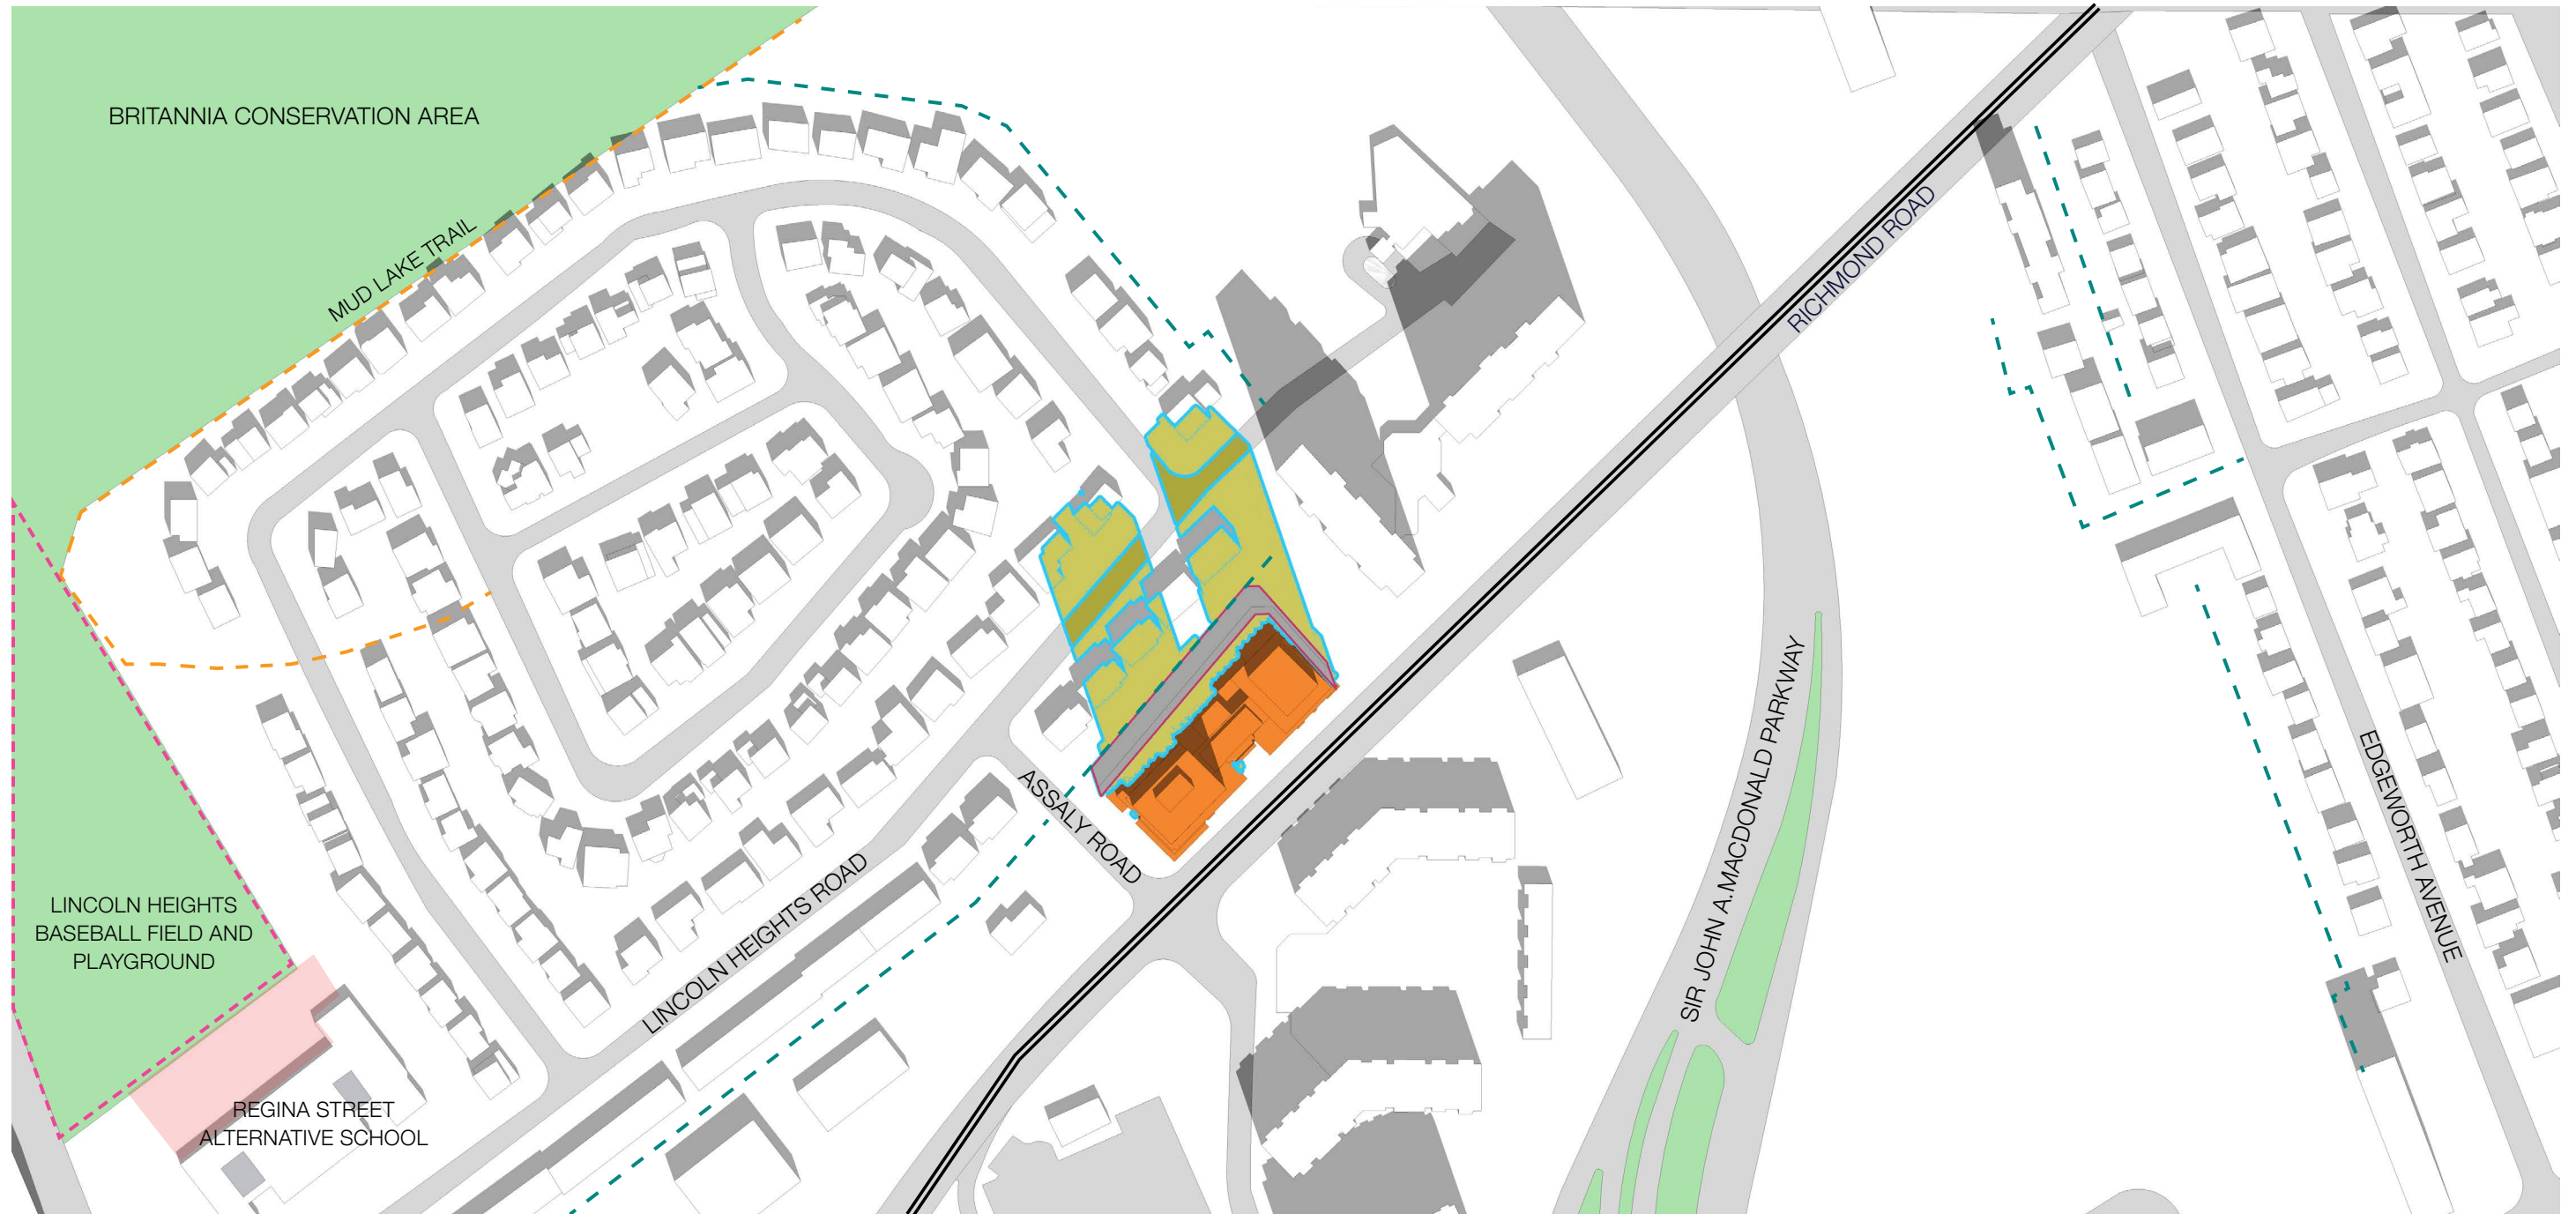 BRITANNIA CONSERVATION AREA
MUD LAKE TRAIL
RICHMOND ROAD
SIR JOHN A.MACDONALD PARKWAY
EDGEWORTH AVENUE
ASSALY ROAD
LINCOLN HEIGHTS ROAD
LINCOLN HEIGHTS
BASEBALL FIELD AND
PLAYGROUND
REGINA STREET
ALTERNATIVE SCHOOL